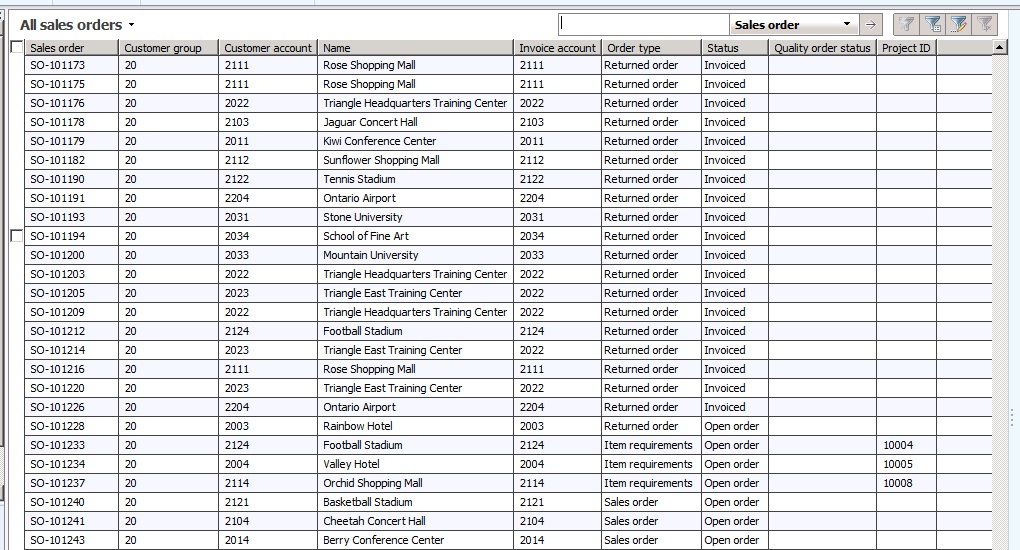 All sales orders
Sales order
Sales order Customer group Customer account Name Invoice account Order type Status Quality order status Project ID
SO-101173 20 2111 Rose Shopping Mall 2111 Returned order Invoiced
SO-101175 20 2111 Rose Shopping Mall 2111 Returned order Invoiced
SO-101176 20 2022 Triangle Headquarters Training Center 2022 Returned order Invoiced
SO-101178 20 2103 Jaguar Concert Hall 2103 Returned order Invoiced
SO-101179 20 2011 Kiwi Conference Center 2011 Returned order Invoiced
SO-101182 20 2112 Sunflower Shopping Mall 2112 Returned order Invoiced
SO-101190 20 2122 Tennis Stadium 2122 Returned order Invoiced
SO-101191 20 2204 Ontario Airport 2204 Returned order Invoiced
SO-101193 20 2031 Stone University 2031 Returned order Invoiced
SO-101194 20 2034 School of Fine Art 2034 Returned order Invoiced
SO-101200 20 2033 Mountain University 2033 Returned order Invoiced
SO-101203 20 2022 Triangle Headquarters Training Center 2022 Returned order Invoiced
SO-101205 20 2023 Triangle East Training Center 2022 Returned order Invoiced
SO-101209 20 2022 Triangle Headquarters Training Center 2022 Returned order Invoiced
SO-101212 20 2124 Football Stadium 2124 Returned order Invoiced
SO-101214 20 2023 Triangle East Training Center 2022 Returned order Invoiced
SO-101216 20 2111 Rose Shopping Mall 2111 Returned order Invoiced
SO-101220 20 2023 Triangle East Training Center 2022 Returned order Invoiced
SO-101226 20 2204 Ontario Airport 2204 Returned order Invoiced
SO-101228 20 2003 Rainbow Hotel 2003 Returned order Open order
SO-101233 20 2124 Football Stadium 2124 Item requirements Open order 10004
SO-101234 20 2004 Valley Hotel 2004 Item requirements Open order 10005
SO-101237 20 2114 Orchid Shopping Mall 2114 Item requirements Open order 10008
SO-101240 20 2121 Basketball Stadium 2121 Sales order Open order
SO-101241 20 2104 Cheetah Concert Hall 2104 Sales order Open order
SO-101243 20 2014 Berry Conference Center 2014 Sales order Open order